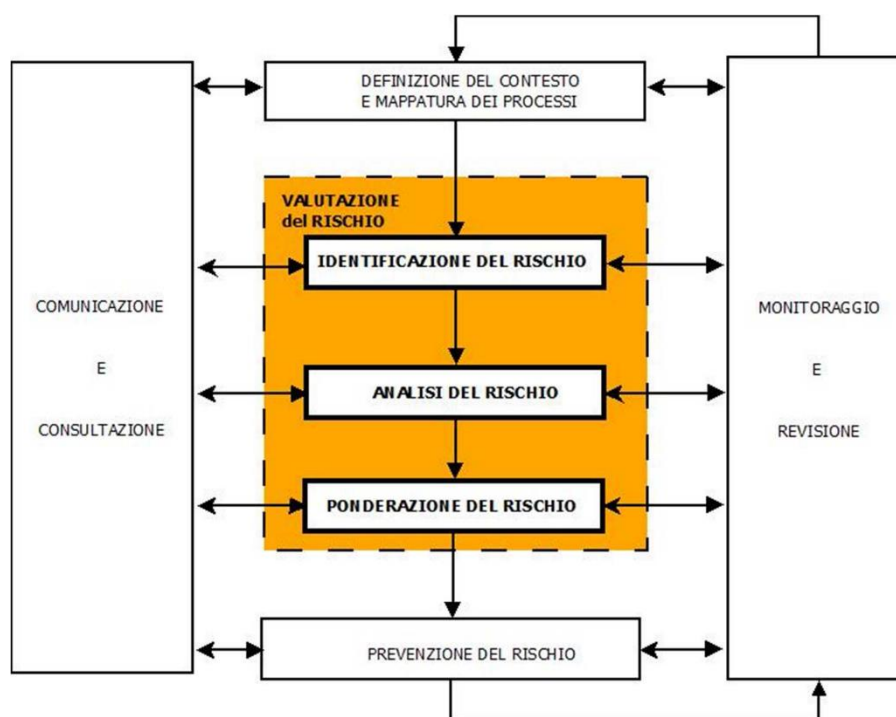 DEFINIZIONE DEL CONTESTO
E MAPPATURA DEI PROCESSI
VALUTAZIONE
del RISCHIO
IDENTIFICAZIONE DEL RISCHIO
ANALISI DEL RISCHIO
PONDERAZIONE DEL RISCHIO
PREVENZIONE DEL RISCHIO
COMUNICAZIONE
E
CONSULTAZIONE
MONITORAGGIO
E
REVISIONE